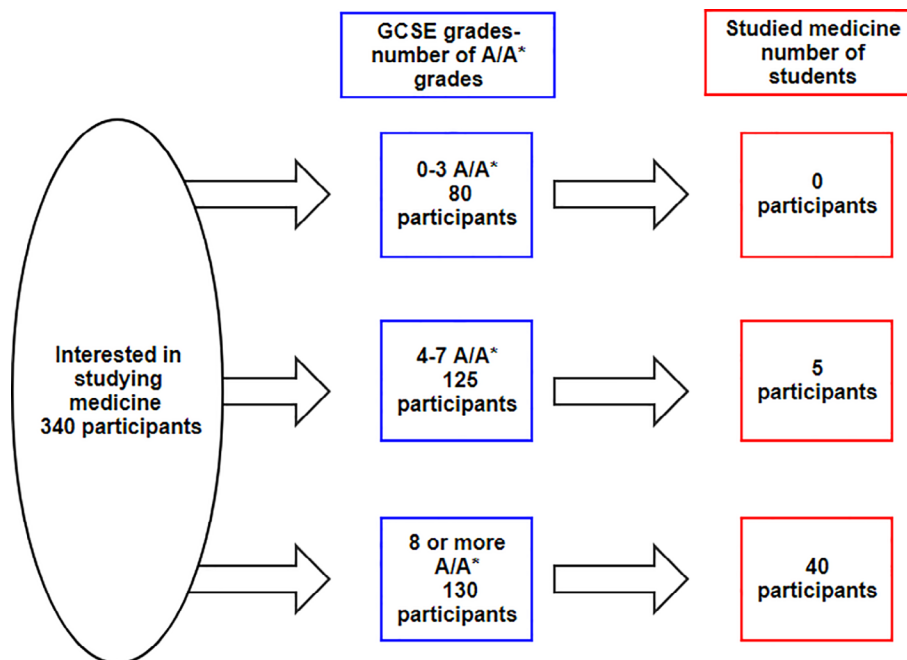 GCSE grades-
number of A/A*
grades
Studied medicine
number of
students
0-3 A/A*
80
participants
0
participants
Interested in
studying
medicine
340 participants
4-7 A/A*
125
participants
5
participants
8 or more
A/A*
130
participants
40
participants